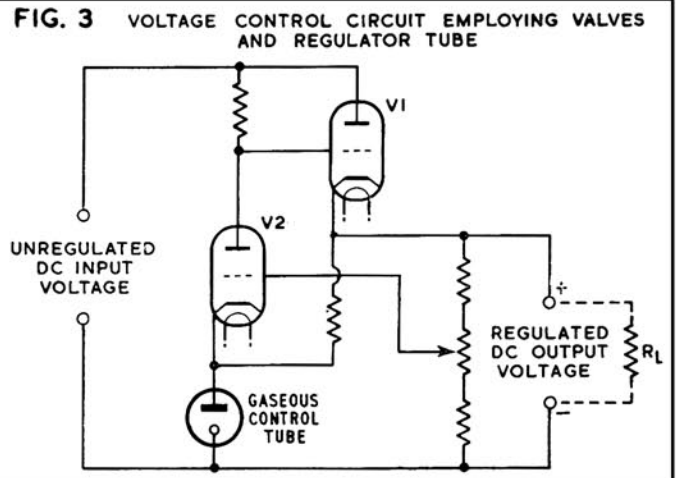 FIG. 3 VOLTAGE CONTROL CIRCUIT EMPLOYING VALVES
AND REGULATOR TUBE
V1
V2
UNREGULATED
DC INPUT
VOLTAGE
+
REGULATED
DC OUTPUT
VOLTAGE
RL
−
GASEOUS
CONTROL
TUBE